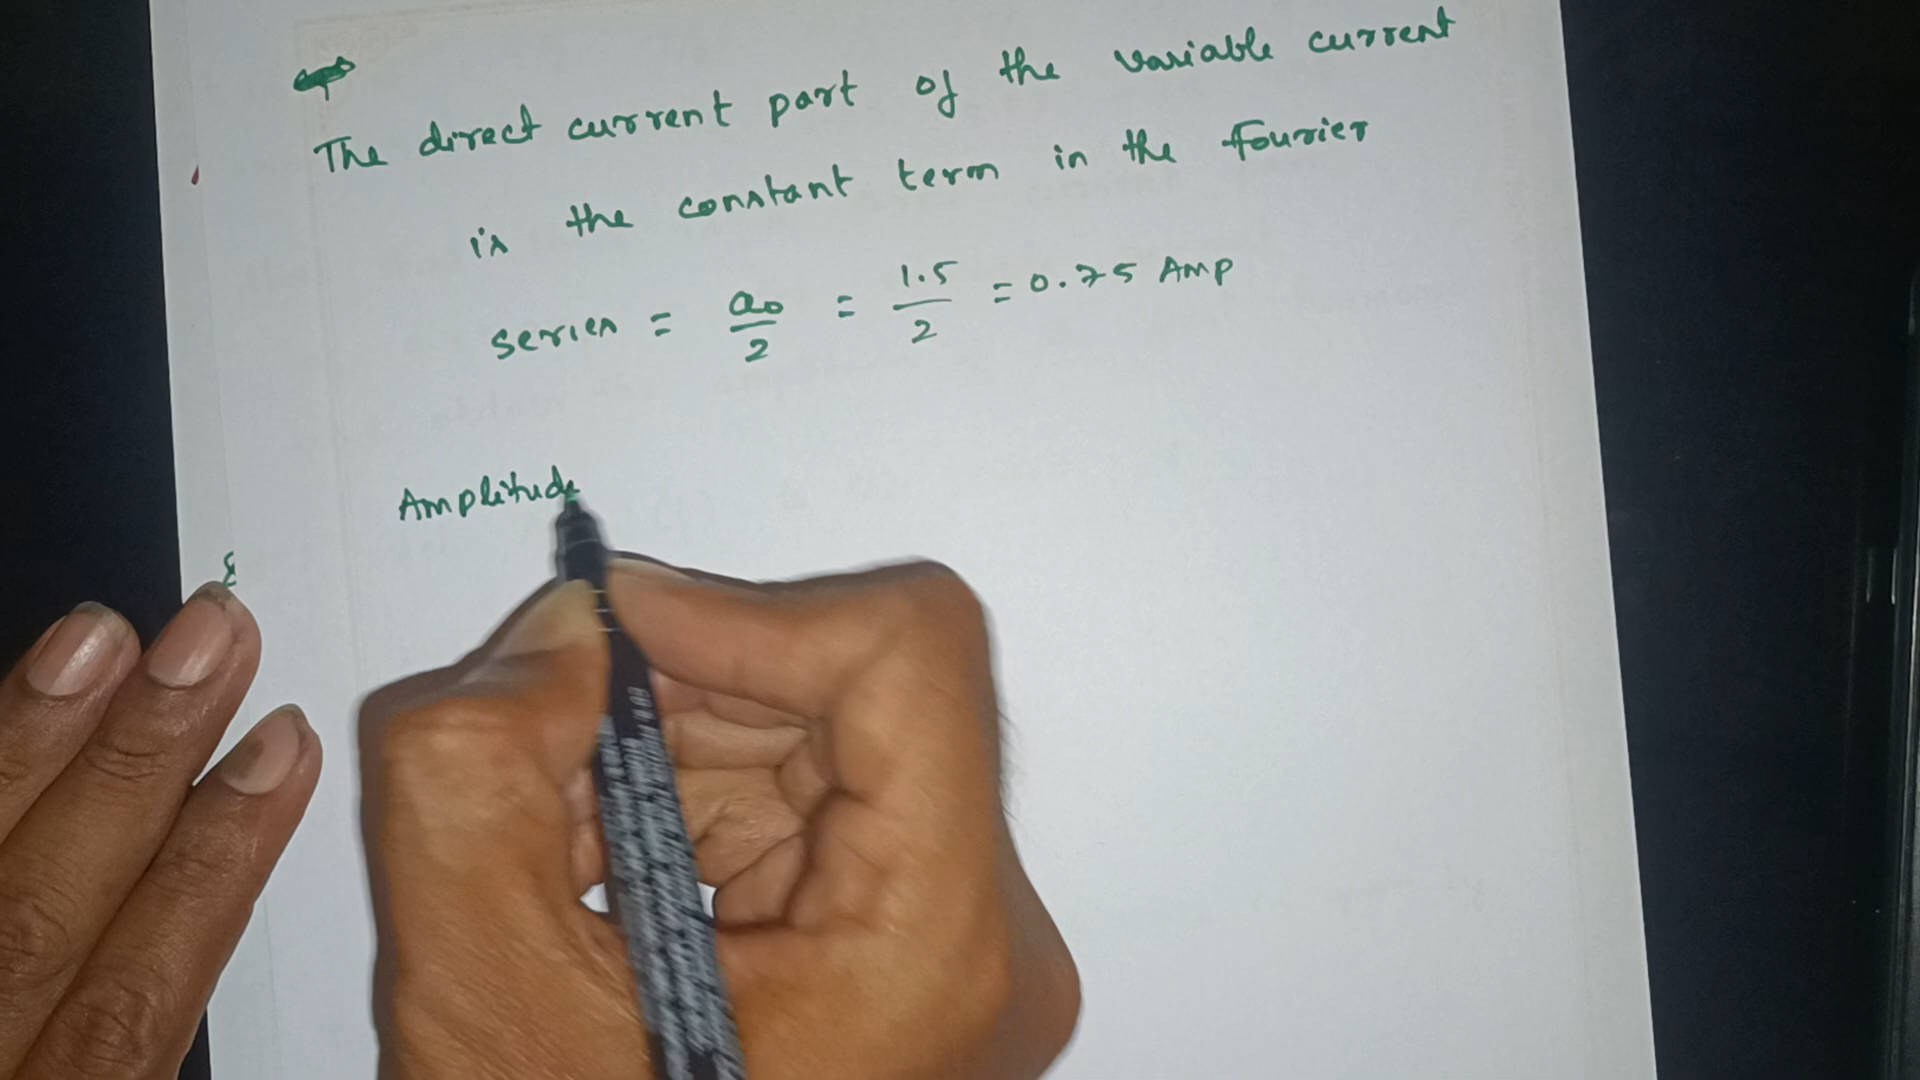 The direct current part of the variable current
is the constant term in the Fourier
series = a₀/2 = 1.5/2 = 0.75 Amp
Amplitude